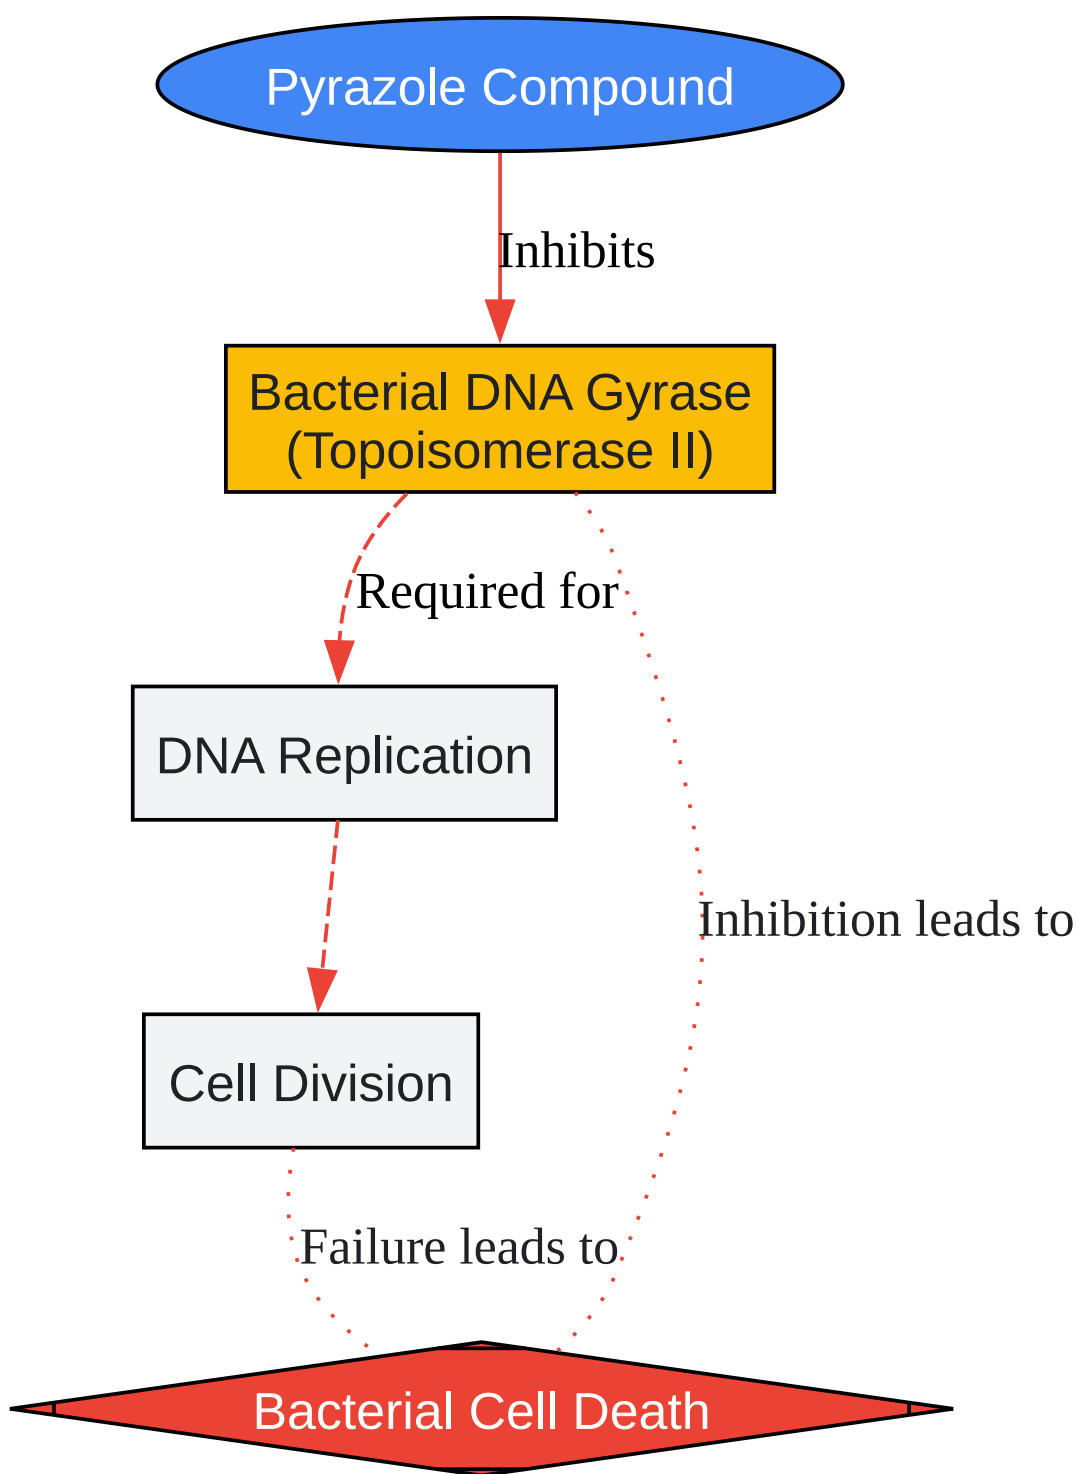 Pyrazole Compound
Inhibits
Bacterial DNA Gyrase
(Topoisomerase II)
Required for
DNA Replication
Inhibition leads to
Cell Division
Failure leads to
Bacterial Cell Death